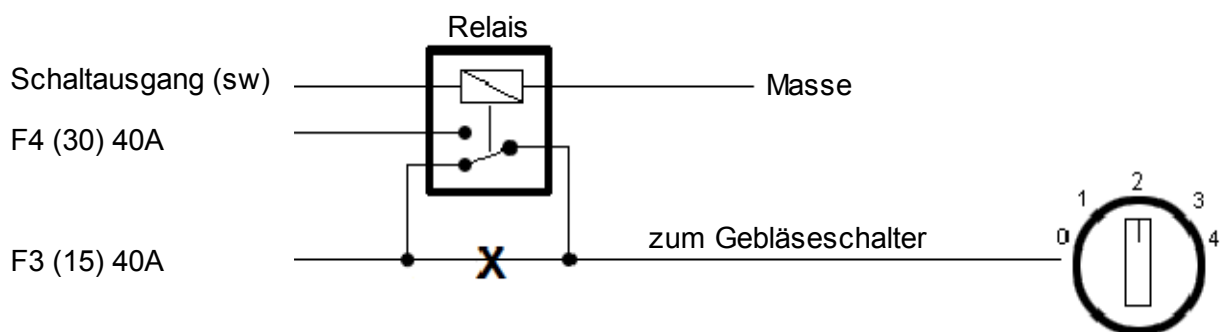 Relais
Schaltausgang (sw)
Masse
F4 (30) 40A
F3 (15) 40A
X
zum Gebläseschalter
0
1
2
3
4